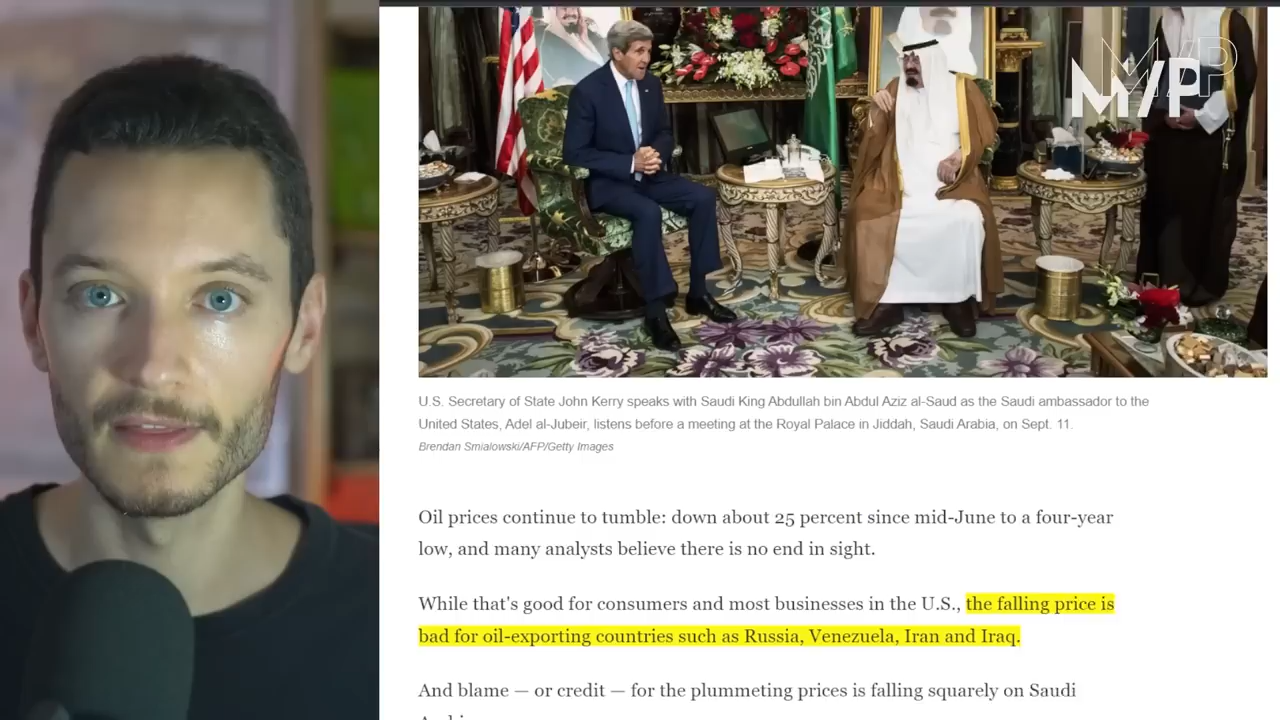 MVP
U.S. Secretary of State John Kerry speaks with Saudi King Abdullah bin Abdul Aziz al-Saud as the Saudi ambassador to the
United States, Adel al-Jubeir, listens before a meeting at the Royal Palace in Jiddah, Saudi Arabia, on Sept. 11.
Brendan Smialowski/AFP/Getty Images
Oil prices continue to tumble: down about 25 percent since mid-June to a four-year
low, and many analysts believe there is no end in sight.
While that's good for consumers and most businesses in the U.S., the falling price is
bad for oil-exporting countries such as Russia, Venezuela, Iran and Iraq.
And blame — or credit — for the plummeting prices is falling squarely on Saudi